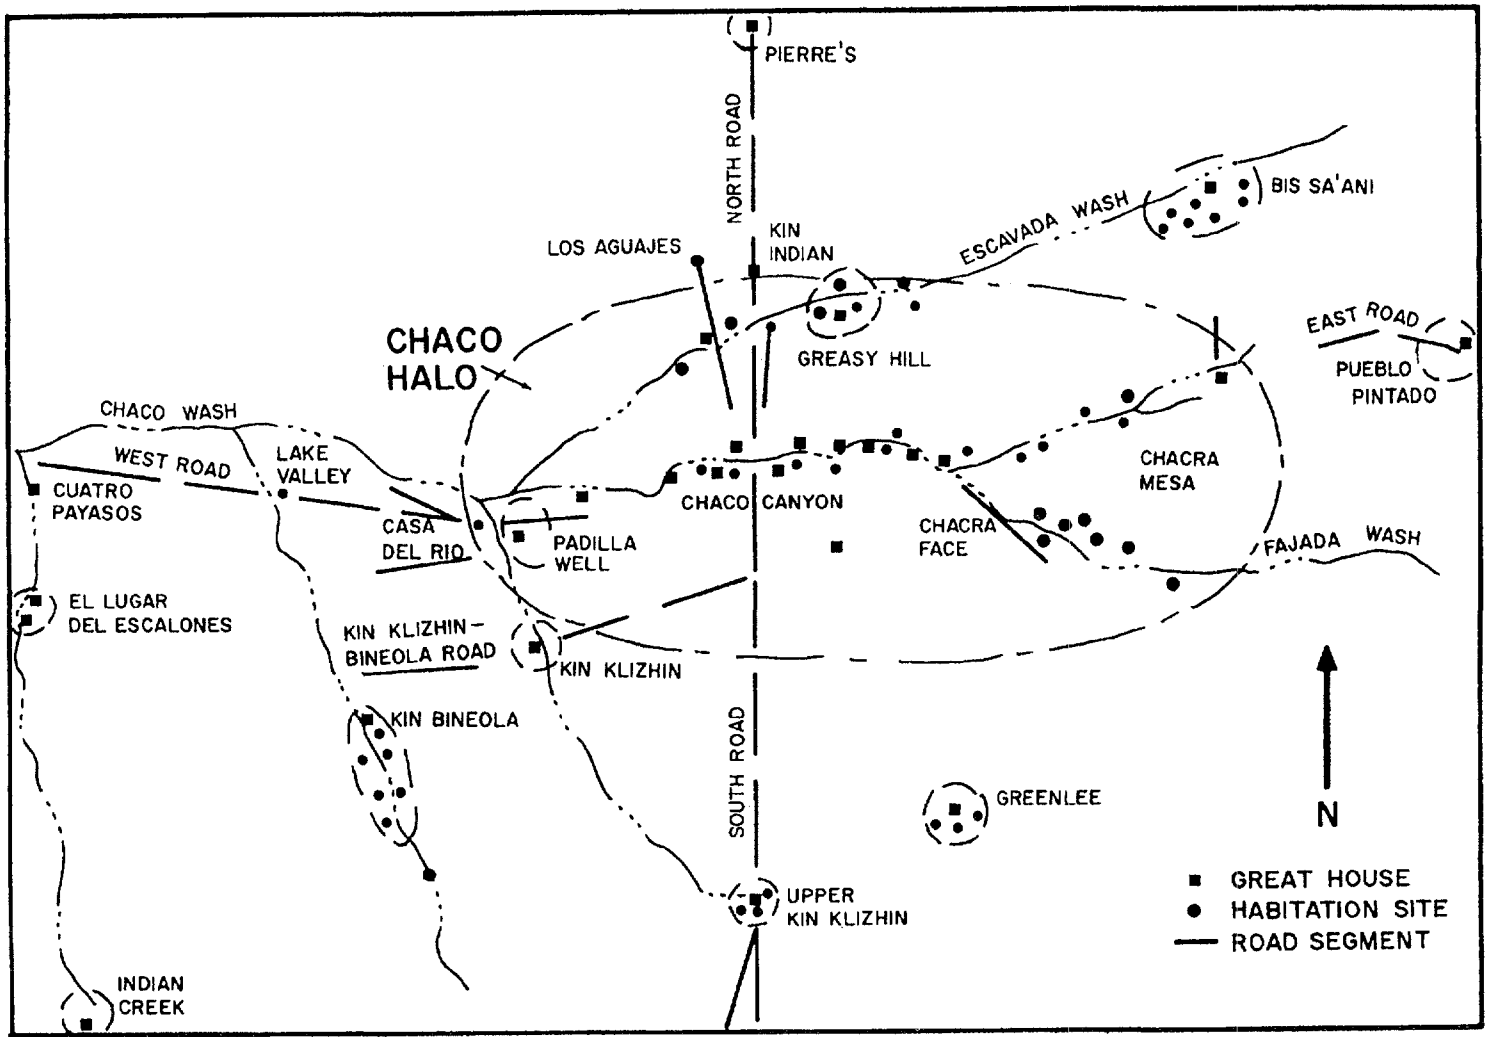 PIERRE'S
NORTH ROAD
BIS SA'ANI
ESCAVADA WASH
KIN
INDIAN
LOS AGUAJES
CHACO
HALO
GREASY HILL
EAST ROAD
PUEBLO
PINTADO
CHACO WASH
WEST ROAD
LAKE
VALLEY
CUATRO
PAYASOS
CASA
DEL RIO
PADILLA
WELL
CHACO CANYON
CHACRA
MESA
CHACRA
FACE
FAJADA WASH
EL LUGAR
DEL ESCALONES
KIN KLIZHIN-
BINEOLA ROAD
KIN KLIZHIN
KIN BINEOLA
SOUTH ROAD
GREENLEE
N
UPPER
KIN KLIZHIN
GREAT HOUSE
HABITATION SITE
ROAD SEGMENT
INDIAN
CREEK